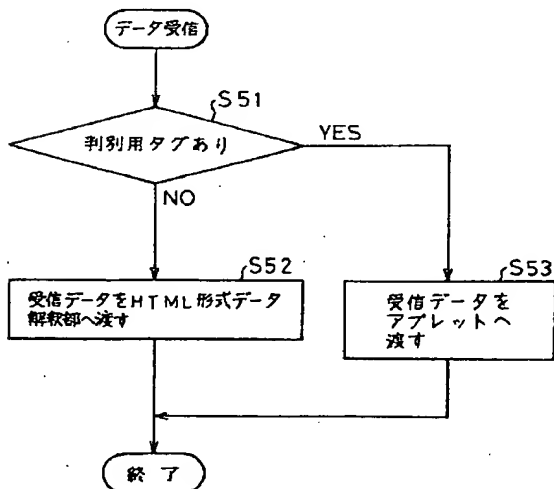 データ受信
S51
判別用タグあり
YES
NO
S52
受信データをHTML形式データ
解釈部へ渡す
S53
受信データを
アプレットへ
渡す
終了